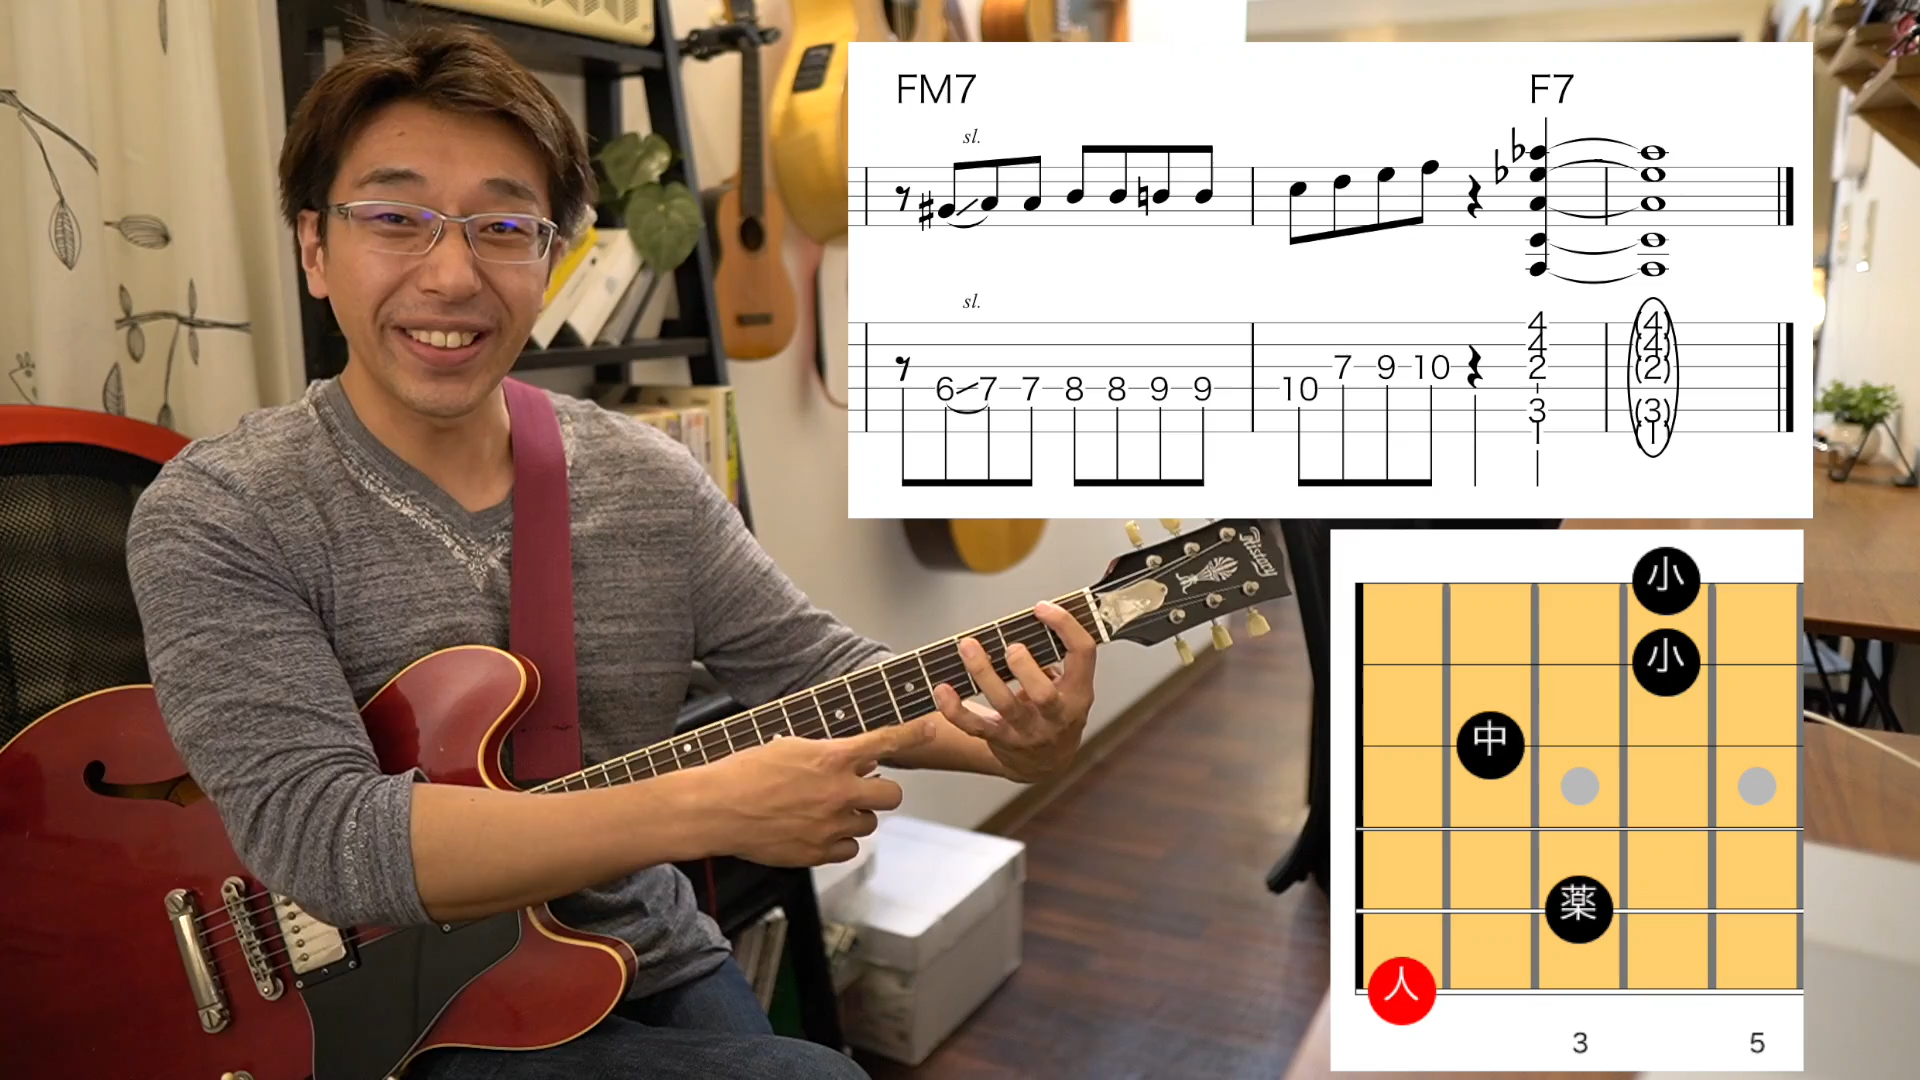 FM7 F7
sl.
sl.
4 (4)
4 (4)
7 9 10 2 (2)
6 7 7 8 8 9 9 10
3 (3)
1 (1)
History
小
小
中
薬
人
3 5